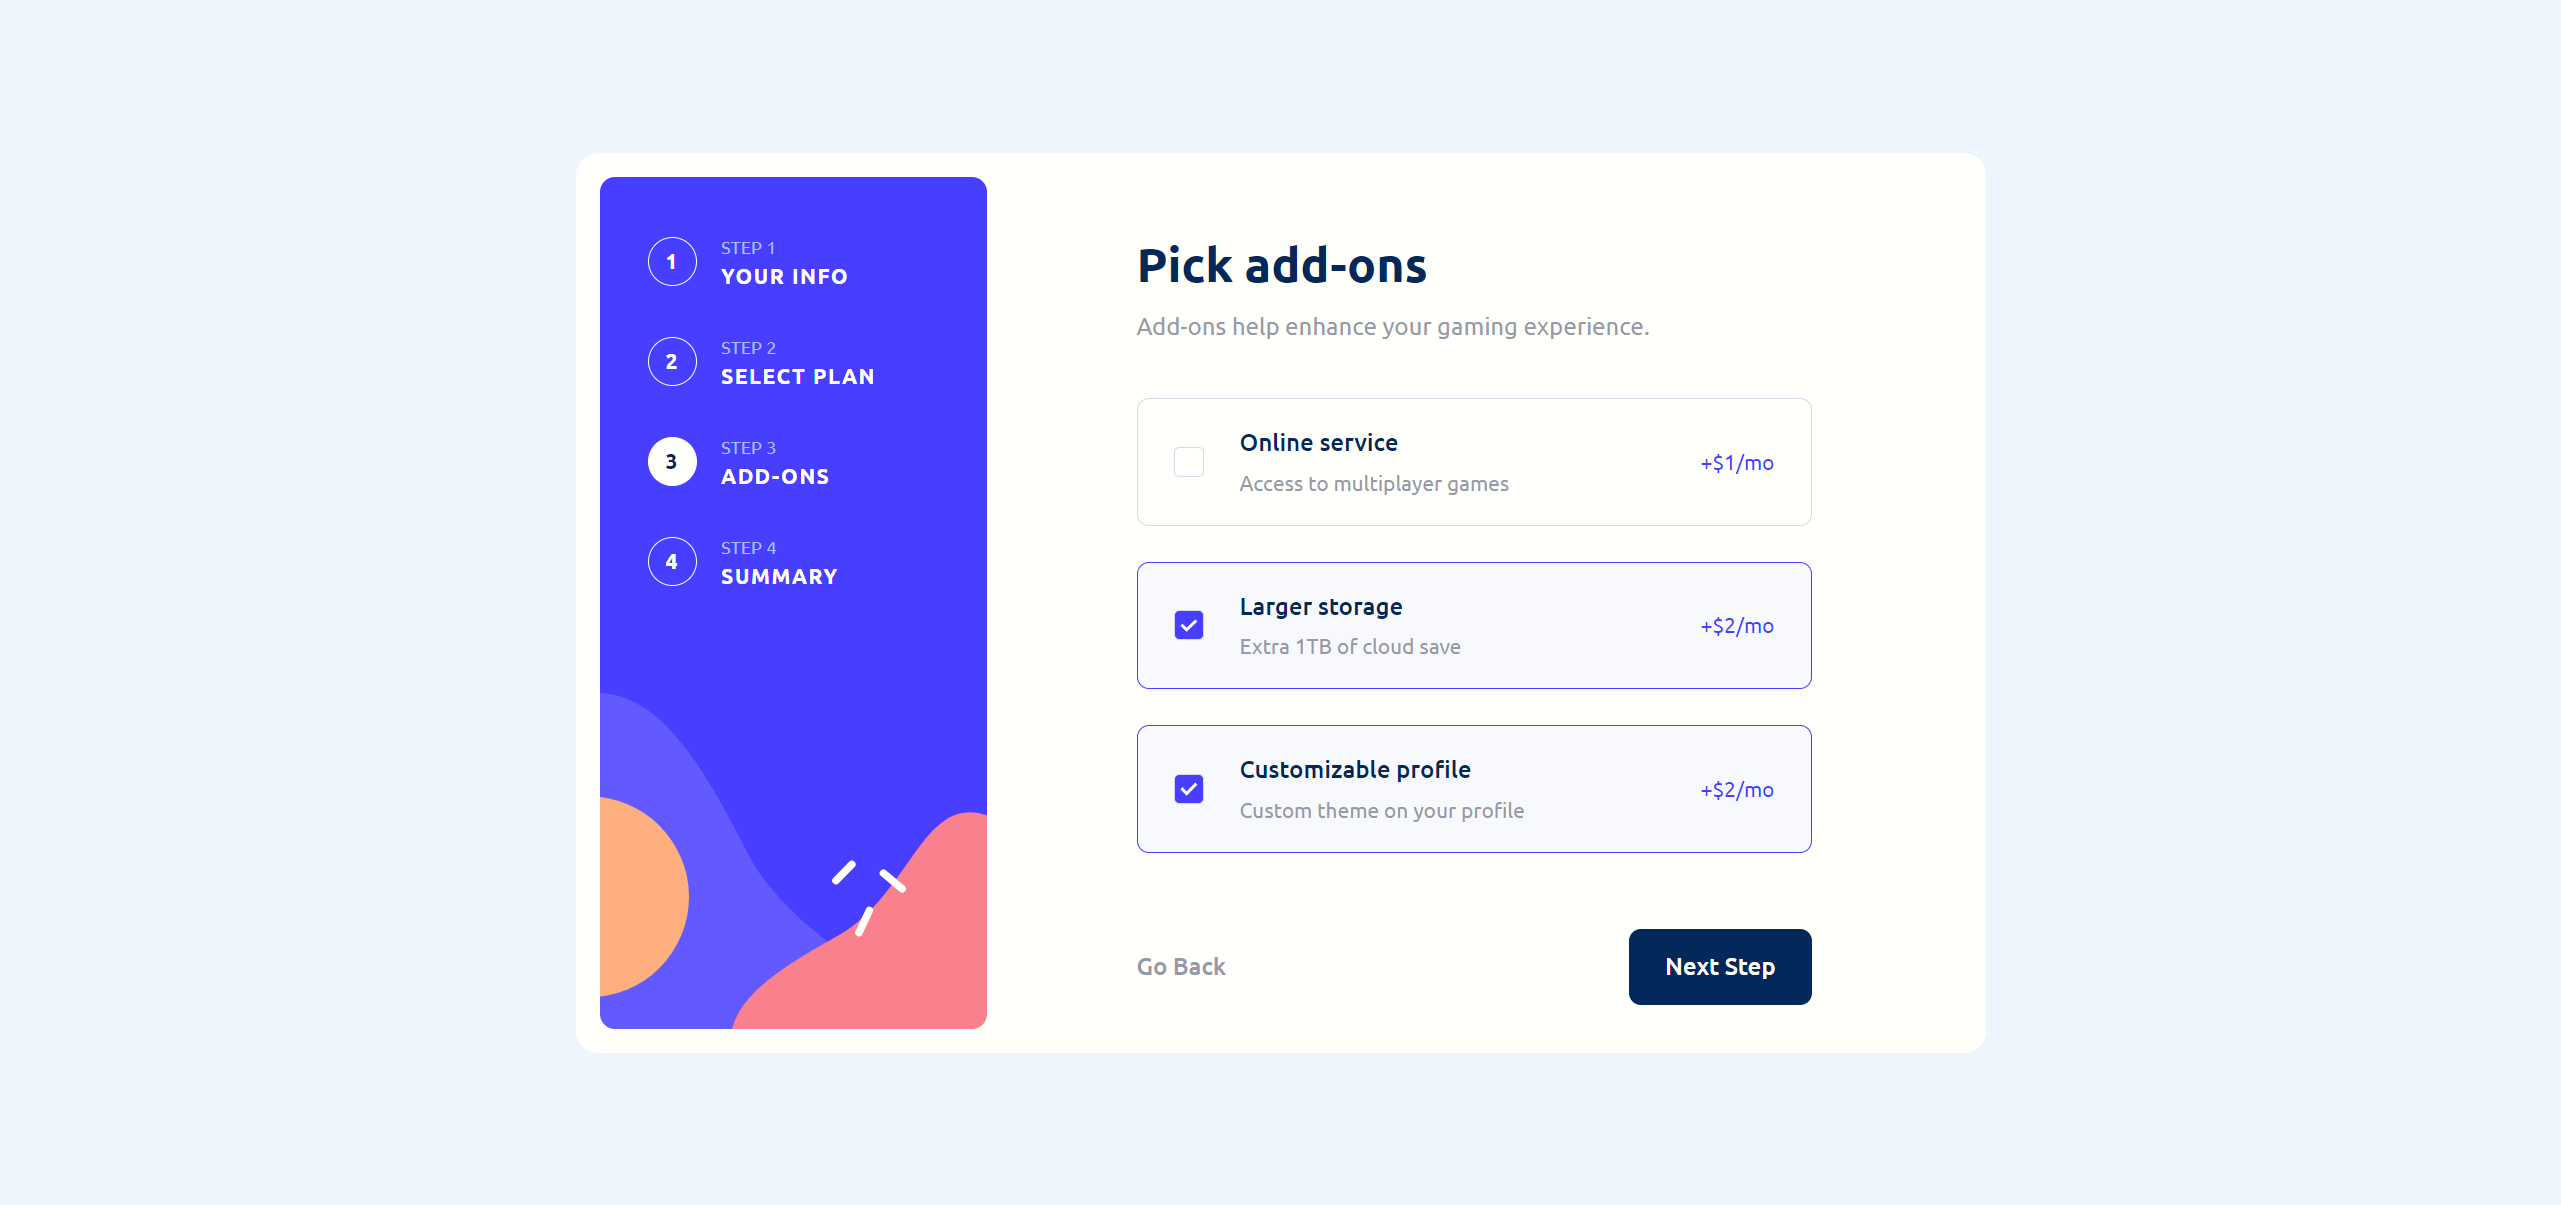 1
STEP 1
YOUR INFO
2
STEP 2
SELECT PLAN
3
STEP 3
ADD-ONS
4
STEP 4
SUMMARY
Pick add-ons
Add-ons help enhance your gaming experience.
Online service
Access to multiplayer games
+$1/mo
Larger storage
Extra 1TB of cloud save
+$2/mo
Customizable profile
Custom theme on your profile
+$2/mo
Go Back
Next Step